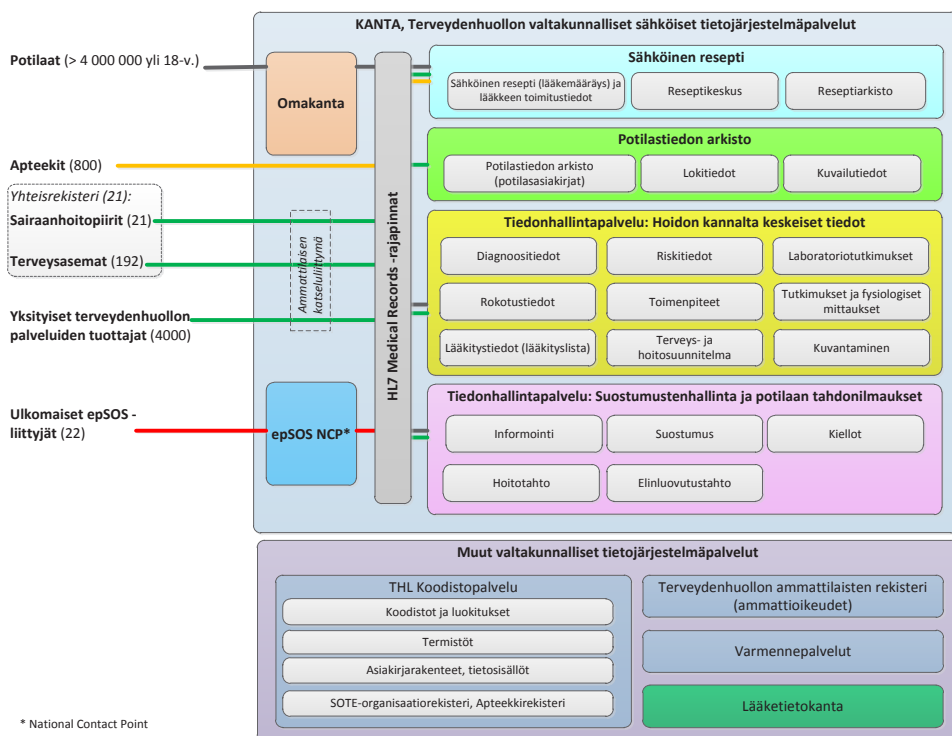 KANTA, Terveydenhuollon valtakunnalliset sähköiset tietojärjestelmäpalvelut
Potilaat (> 4 000 000 yli 18-v.)
Apteekit (800)
Yhteisrekisteri (21):
Sairaanhoitopiirit (21)
Terveysasemat (192)
Yksityiset terveydenhuollon
palveluiden tuottajat (4000)
Ulkomaiset epSOS -
liittyjät (22)
Omakanta
Ammattilaisen
katseluliittymä
epSOS NCP*
HL7 Medical Records -rajapinnat
Sähköinen resepti
Sähköinen resepti (lääkemääräys) ja
lääkkeen toimitustiedot
Reseptikeskus
Reseptiarkisto
Potilastiedon arkisto
Potilastiedon arkisto
(potilasasiakirjat)
Lokitiedot
Kuvailutiedot
Tiedonhallintapalvelu: Hoidon kannalta keskeiset tiedot
Diagnoositiedot
Riskitiedot
Laboratoriotutkimukset
Rokotustiedot
Toimenpiteet
Tutkimukset ja fysiologiset
mittaukset
Lääkitystiedot (lääkityslista)
Terveys- ja
hoitosuunnitelma
Kuvantaminen
Tiedonhallintapalvelu: Suostumustenhallinta ja potilaan tahdonilmaukset
Informointi
Suostumus
Kiellot
Hoitotahto
Elinluovutustahto
Muut valtakunnalliset tietojärjestelmäpalvelut
THL Koodistopalvelu
Koodistot ja luokitukset
Termistöt
Asiakirjarakenteet, tietosisällöt
SOTE-organisaatiorekisteri, Apteekkirekisteri
Terveydenhuollon ammattilaisten rekisteri
(ammattioikeudet)
Varmennepalvelut
Lääketietokanta
* National Contact Point